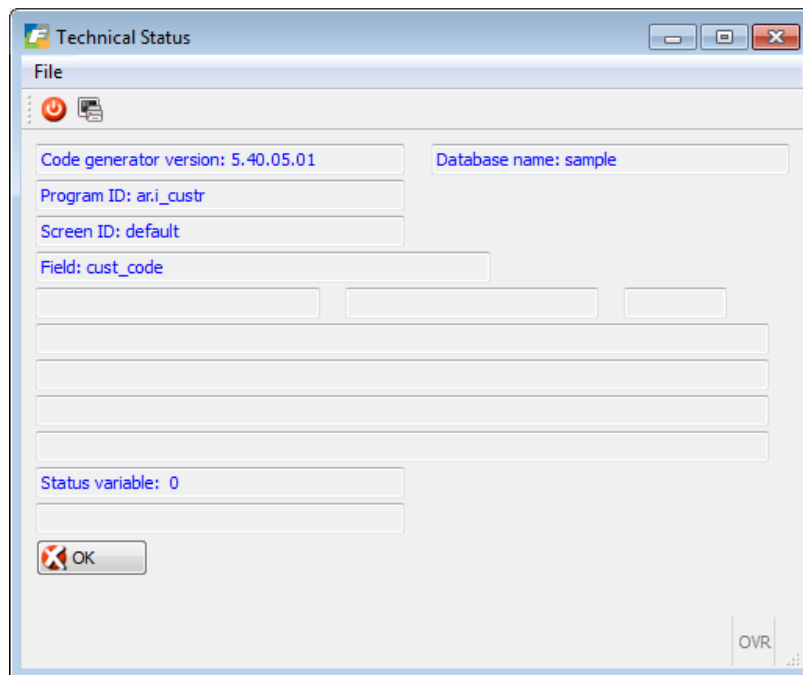 Technical Status
File
Code generator version: 5.40.05.01
Database name: sample
Program ID: ar.i_custr
Screen ID: default
Field: cust_code
Status variable: 0
OK
OVR